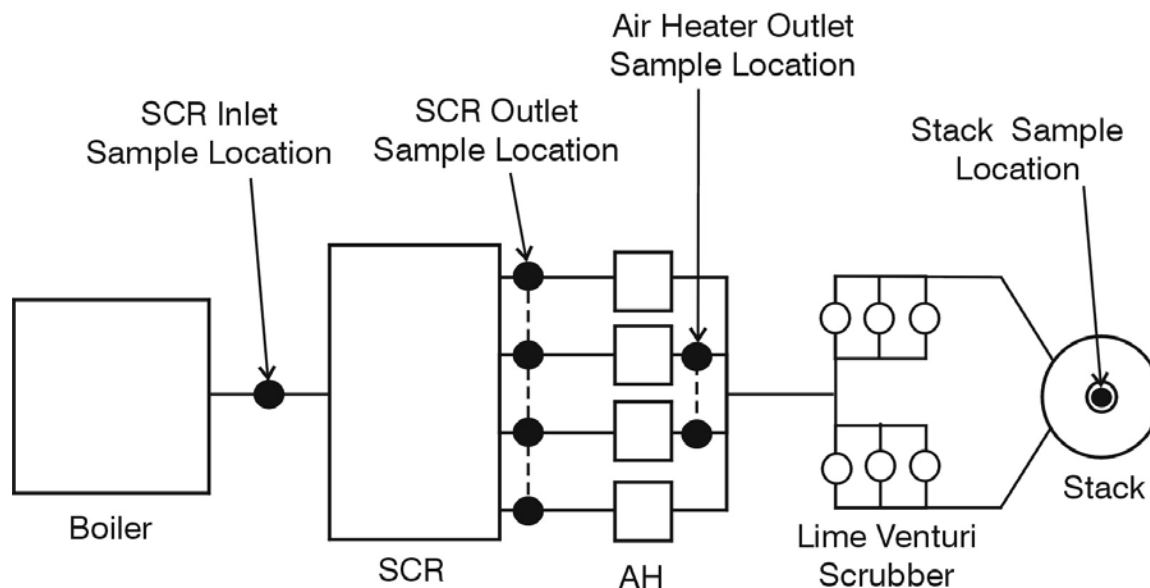 Air Heater Outlet
Sample Location
SCR Inlet
Sample Location
SCR Outlet
Sample Location
Stack Sample
Location
Boiler
SCR
AH
Lime Venturi
Scrubber
Stack